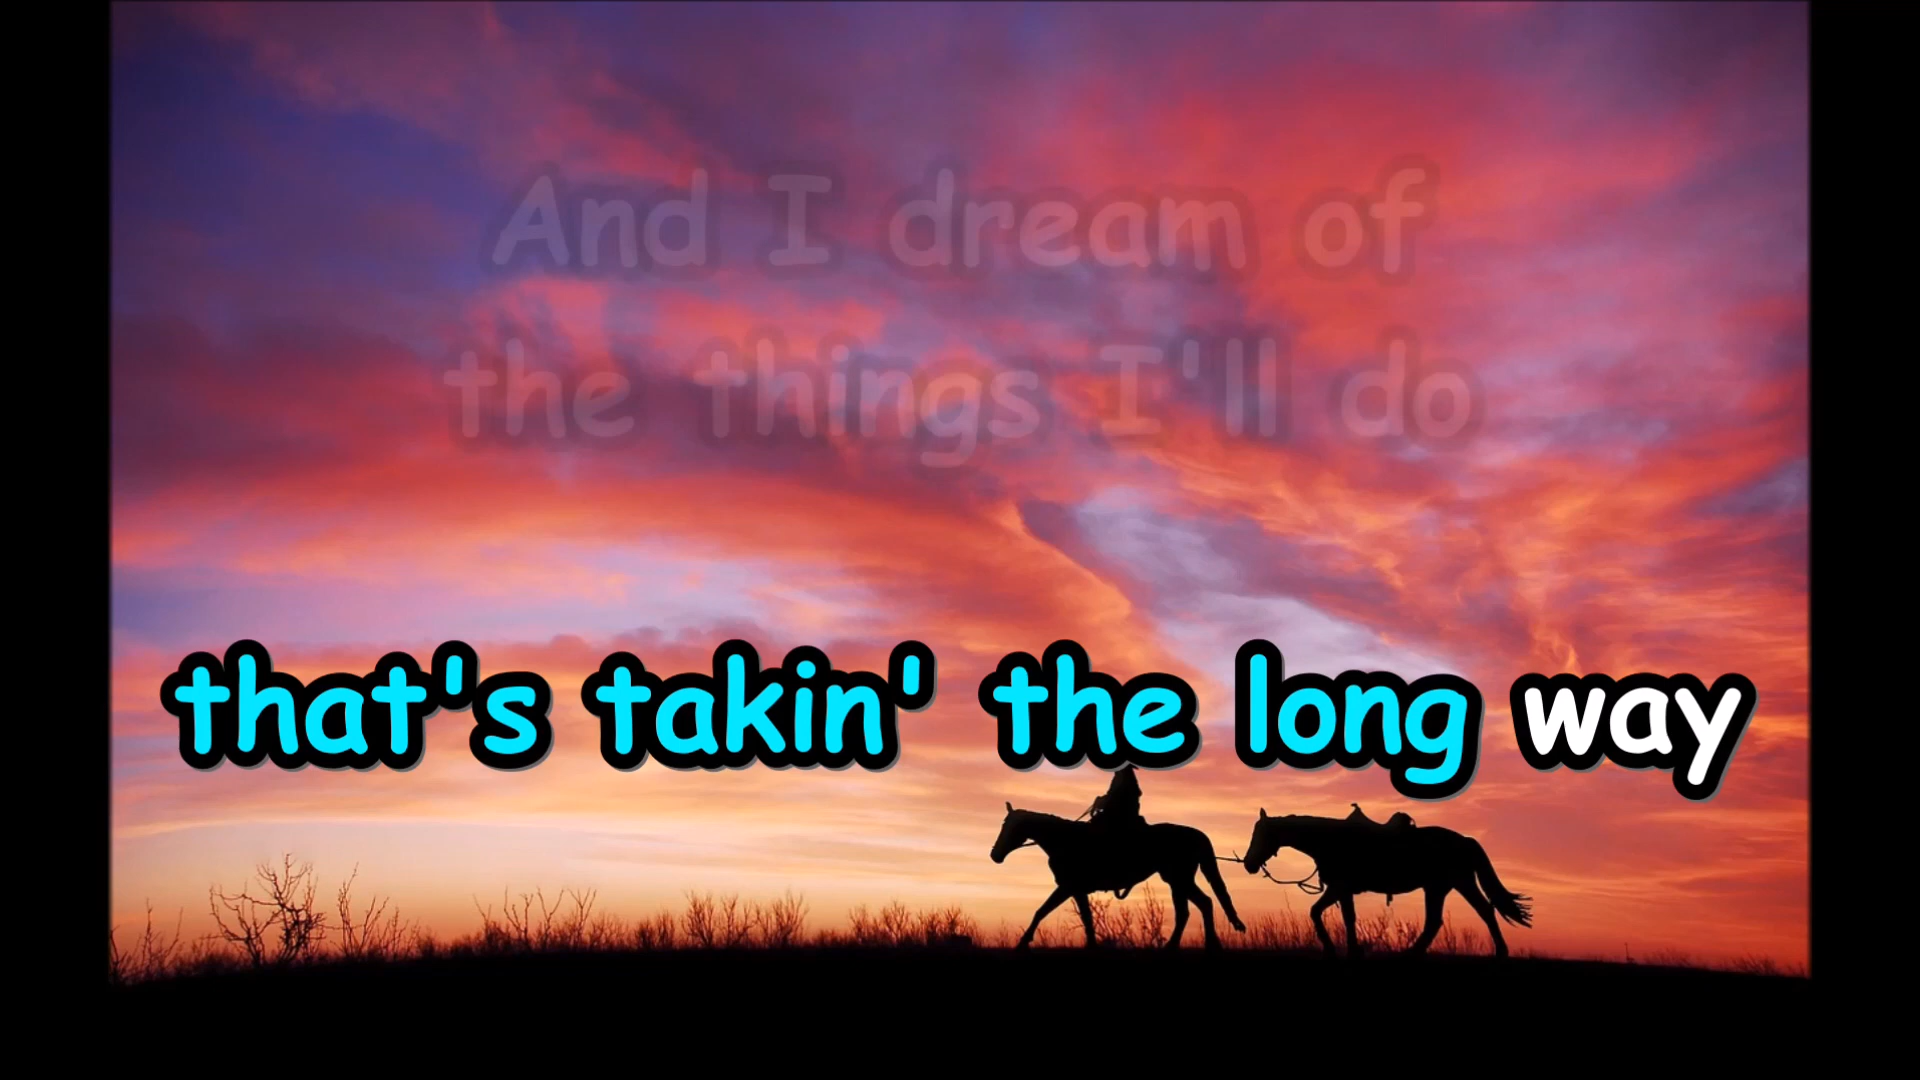 And I dream of
the things I'll do
that's takin' the long way